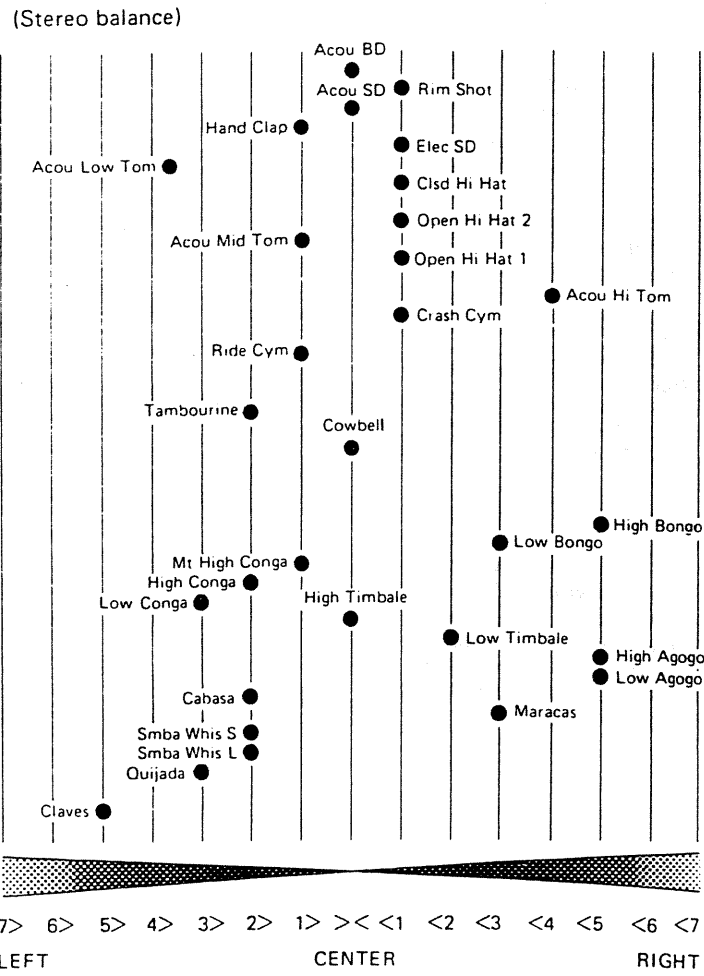 (Stereo balance)
Acou BD
Rim Shot
Acou SD
Hand Clap
Elec SD
Acou Low Tom
Clsd Hi Hat
Open Hi Hat 2
Acou Mid Tom
Open Hi Hat 1
Acou Hi Tom
Crash Cym
Ride Cym
Tambourine
Cowbell
High Bongo
Low Bongo
Mt High Conga
High Conga
High Timbale
Low Conga
Low Timbale
High Agogo
Low Agogo
Cabasa
Maracas
Smba Whis S
Smba Whis L
Quijada
Claves
7> 6> 5> 4> 3> 2> 1> >< <1 <2 <3 <4 <5 <6 <7
LEFT CENTER RIGHT